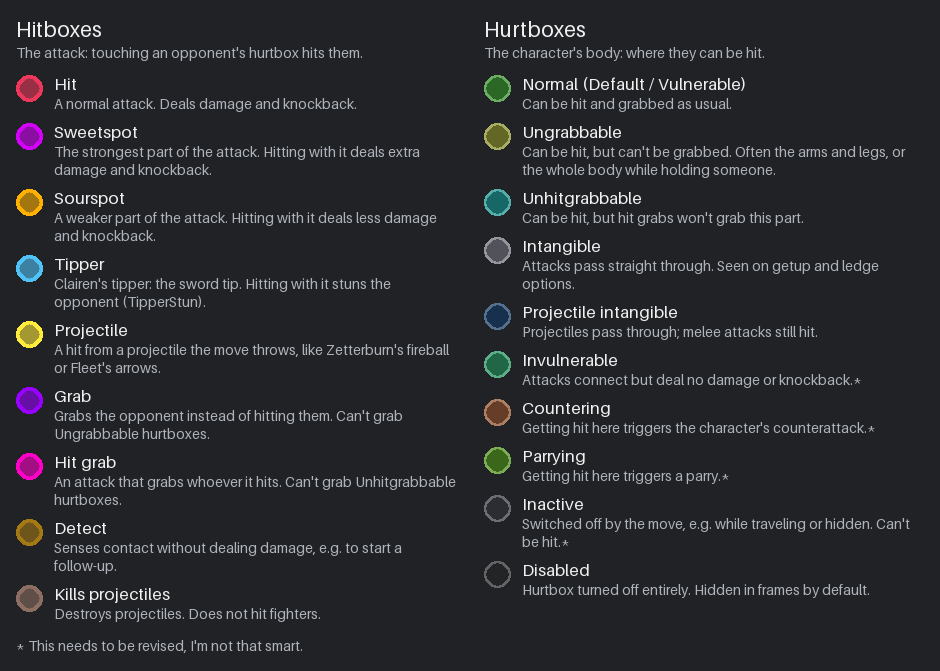 Hitboxes
The attack: touching an opponent's hurtbox hits them.
Hit
A normal attack. Deals damage and knockback.
Sweetspot
The strongest part of the attack. Hitting with it deals extra
damage and knockback.
Sourspot
A weaker part of the attack. Hitting with it deals less damage
and knockback.
Tipper
Clairen's tipper: the sword tip. Hitting with it stuns the
opponent (TipperStun).
Projectile
A hit from a projectile the move throws, like Zetterburn's fireball
or Fleet's arrows.
Grab
Grabs the opponent instead of hitting them. Can't grab
Ungrabbable hurtboxes.
Hit grab
An attack that grabs whoever it hits. Can't grab Unhitgrabbable
hurtboxes.
Detect
Senses contact without dealing damage, e.g. to start a
follow-up.
Kills projectiles
Destroys projectiles. Does not hit fighters.
* This needs to be revised, I'm not that smart.
Hurtboxes
The character's body: where they can be hit.
Normal (Default / Vulnerable)
Can be hit and grabbed as usual.
Ungrabbable
Can be hit, but can't be grabbed. Often the arms and legs, or
the whole body while holding someone.
Unhitgrabbable
Can be hit, but hit grabs won't grab this part.
Intangible
Attacks pass straight through. Seen on getup and ledge
options.
Projectile intangible
Projectiles pass through; melee attacks still hit.
Invulnerable
Attacks connect but deal no damage or knockback.*
Countering
Getting hit here triggers the character's counterattack.*
Parrying
Getting hit here triggers a parry.*
Inactive
Switched off by the move, e.g. while traveling or hidden. Can't
be hit.*
Disabled
Hurtbox turned off entirely. Hidden in frames by default.